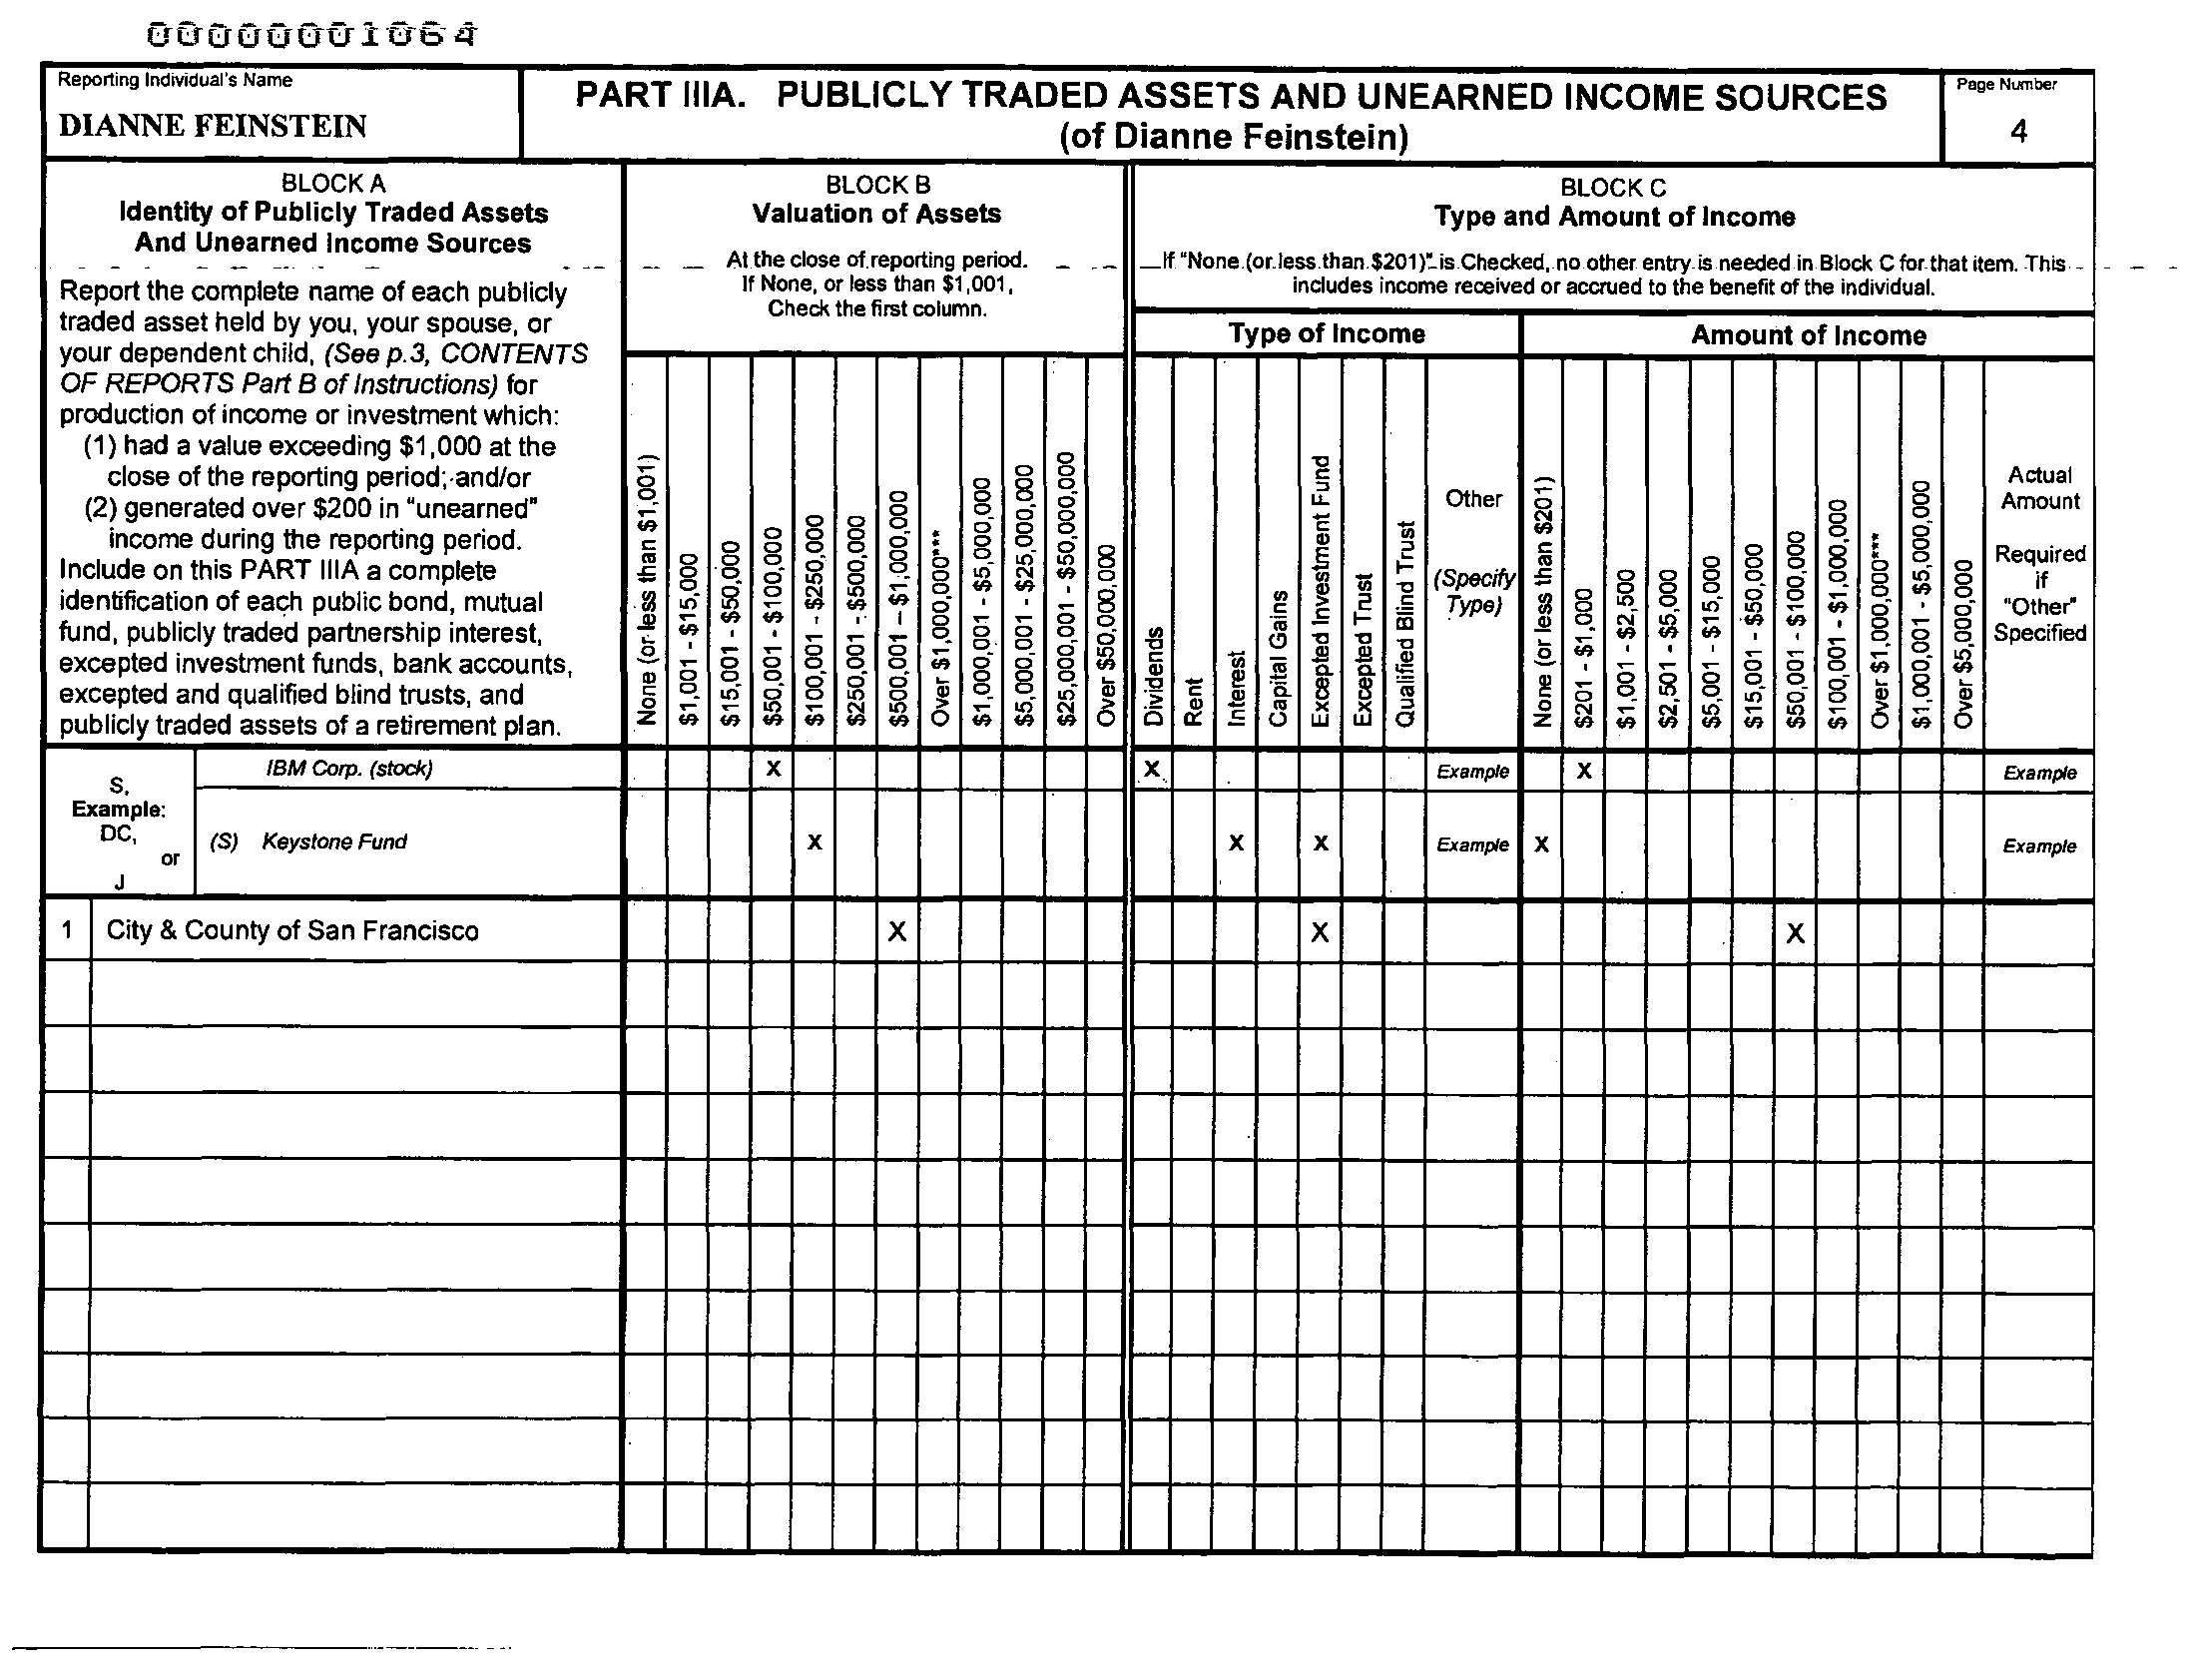 00000001064
Reporting Individual's Name
DIANNE FEINSTEIN
PART IIIA. PUBLICLY TRADED ASSETS AND UNEARNED INCOME SOURCES
(of Dianne Feinstein)
Page Number
4
BLOCK A
Identity of Publicly Traded Assets
And Unearned Income Sources
Report the complete name of each publicly
traded asset held by you, your spouse, or
your dependent child, (See p.3, CONTENTS
OF REPORTS Part B of Instructions) for
production of income or investment which:
(1) had a value exceeding $1,000 at the
close of the reporting period; and/or
(2) generated over $200 in "unearned"
income during the reporting period.
Include on this PART IIIA a complete
identification of each public bond, mutual
fund, publicly traded partnership interest,
excepted investment funds, bank accounts,
excepted and qualified blind trusts, and
publicly traded assets of a retirement plan.
BLOCK B
Valuation of Assets
At the close of reporting period.
If None, or less than $1,001,
Check the first column.
None (or less than $1,001)
$1,001 - $15,000
$15,001 - $50,000
$50,001 - $100,000
$100,001 - $250,000
$250,001 - $500,000
$500,001 – $1,000,000
Over $1,000,000***
$1,000,001 - $5,000,000
$5,000,001 - $25,000,000
$25,000,001 - $50,000,000
Over $50,000,000
BLOCK C
Type and Amount of Income
If "None (or less than $201)" is Checked, no other entry is needed in Block C for that item. This
includes income received or accrued to the benefit of the individual.
Type of Income
Dividends
Rent
Interest
Capital Gains
Excepted Investment Fund
Excepted Trust
Qualified Blind Trust
Other
(Specify
Type)
Amount of Income
None (or less than $201)
$201 - $1,000
$1,001 - $2,500
$2,501 - $5,000
$5,001 - $15,000
$15,001 - $50,000
$50,001 - $100,000
$100,001 - $1,000,000
Over $1,000,000***
$1,000,001 - $5,000,000
Over $5,000,000
Actual
Amount
Required
if
"Other"
Specified
S,
Example:
DC,
or
J
IBM Corp. (stock) X X Example X Example
(S) Keystone Fund X X X Example X Example
1 City & County of San Francisco X X X